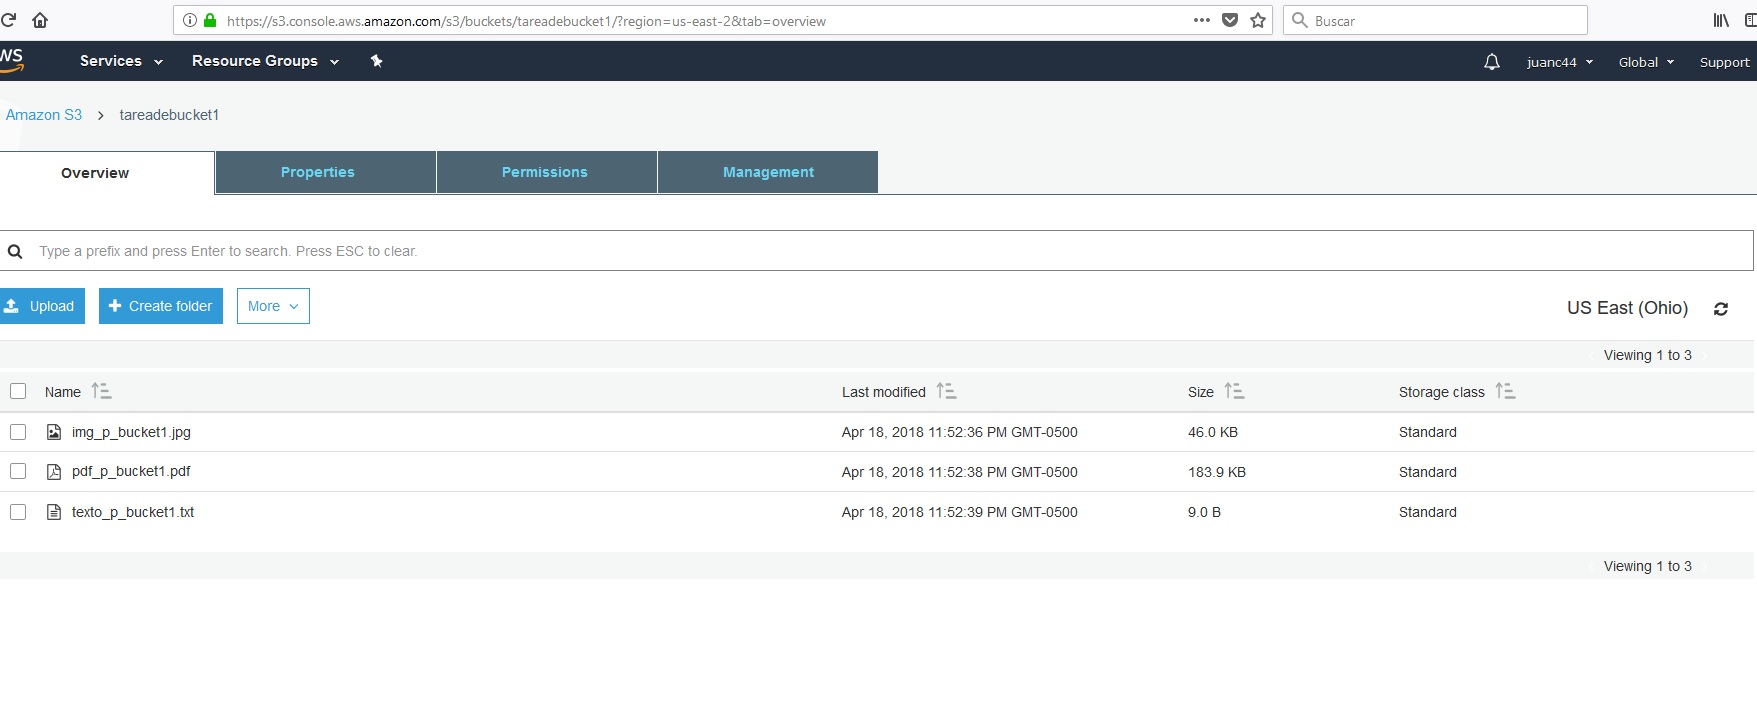 https://s3.console.aws.amazon.com/s3/buckets/tareadebucket1/?region=us-east-2&tab=overview
Buscar
Services Resource Groups juanc44 Global Support
Amazon S3 > tareadebucket1
Overview Properties Permissions Management
Type a prefix and press Enter to search. Press ESC to clear.
Upload + Create folder More US East (Ohio)
Viewing 1 to 3
Name Last modified Size Storage class
img_p_bucket1.jpg Apr 18, 2018 11:52:36 PM GMT-0500 46.0 KB Standard
pdf_p_bucket1.pdf Apr 18, 2018 11:52:38 PM GMT-0500 183.9 KB Standard
texto_p_bucket1.txt Apr 18, 2018 11:52:39 PM GMT-0500 9.0 B Standard
Viewing 1 to 3